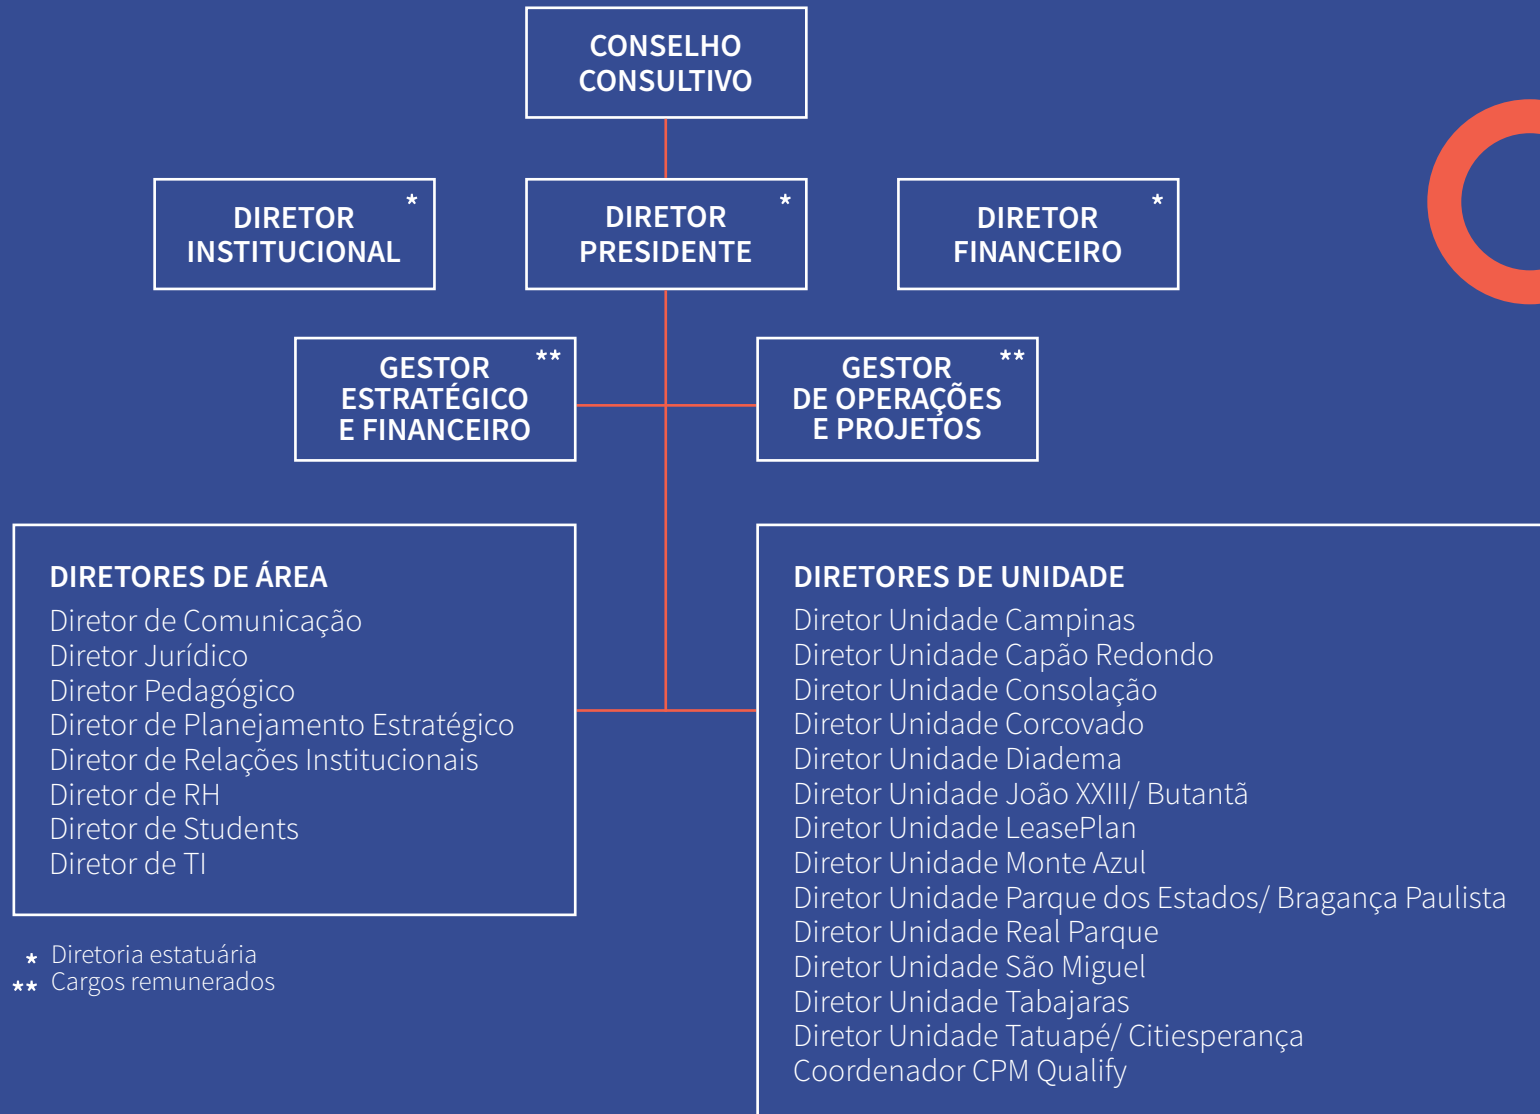 CONSELHO
CONSULTIVO
DIRETOR *
INSTITUCIONAL
DIRETOR *
PRESIDENTE
DIRETOR *
FINANCEIRO
GESTOR **
ESTRATÉGICO
E FINANCEIRO
GESTOR **
DE OPERAÇÕES
E PROJETOS
DIRETORES DE ÁREA
Diretor de Comunicação
Diretor Jurídico
Diretor Pedagógico
Diretor de Planejamento Estratégico
Diretor de Relações Institucionais
Diretor de RH
Diretor de Students
Diretor de TI
* Diretoria estatuária
** Cargos remunerados
DIRETORES DE UNIDADE
Diretor Unidade Campinas
Diretor Unidade Capão Redondo
Diretor Unidade Consolação
Diretor Unidade Corcovado
Diretor Unidade Diadema
Diretor Unidade João XXIII/ Butantã
Diretor Unidade LeasePlan
Diretor Unidade Monte Azul
Diretor Unidade Parque dos Estados/ Bragança Paulista
Diretor Unidade Real Parque
Diretor Unidade São Miguel
Diretor Unidade Tabajaras
Diretor Unidade Tatuapé/ Citiesperança
Coordenador CPM Qualify